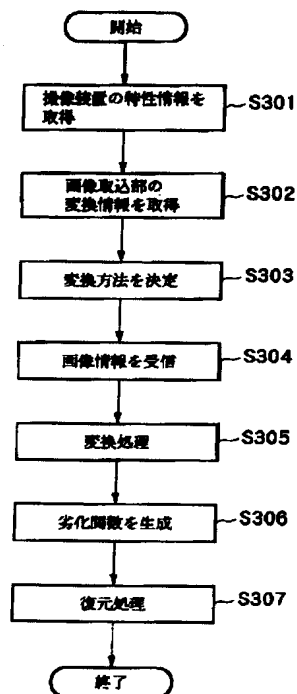 開始
撮像装置の特性情報を
取得
S301
画像取込部の
変換情報を取得
S302
変換方法を決定
S303
画像情報を受信
S304
変換処理
S305
劣化関数を生成
S306
復元処理
S307
終了